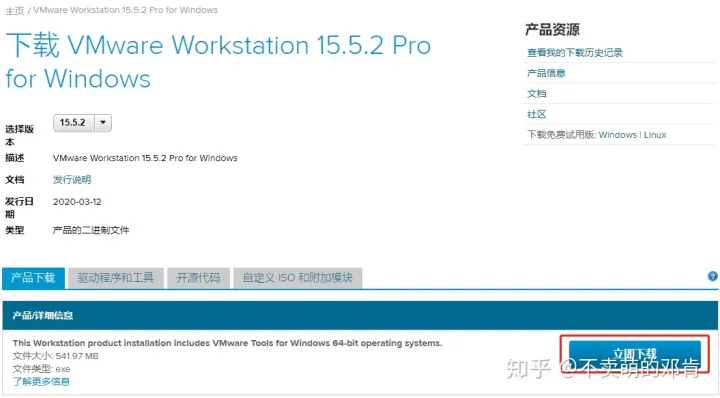 主页 / VMware Workstation 15.5.2 Pro for Windows
下载 VMware Workstation 15.5.2 Pro
for Windows
选择版
本
15.5.2
描述
VMware Workstation 15.5.2 Pro for Windows
文档
发行说明
发行日
期
2020-03-12
类型
产品的二进制文件
产品资源
查看我的下载历史记录
产品信息
文档
社区
下载免费试用版: Windows | Linux
产品下载
驱动程序和工具
开源代码
自定义 ISO 和附加模块
?
产品/详细信息
This Workstation product installation includes VMware Tools for Windows 64-bit operating systems.
文件大小: 541.97 MB
文件类型: exe
了解更多信息
立即下载
知乎 @不卖萌的邓肯